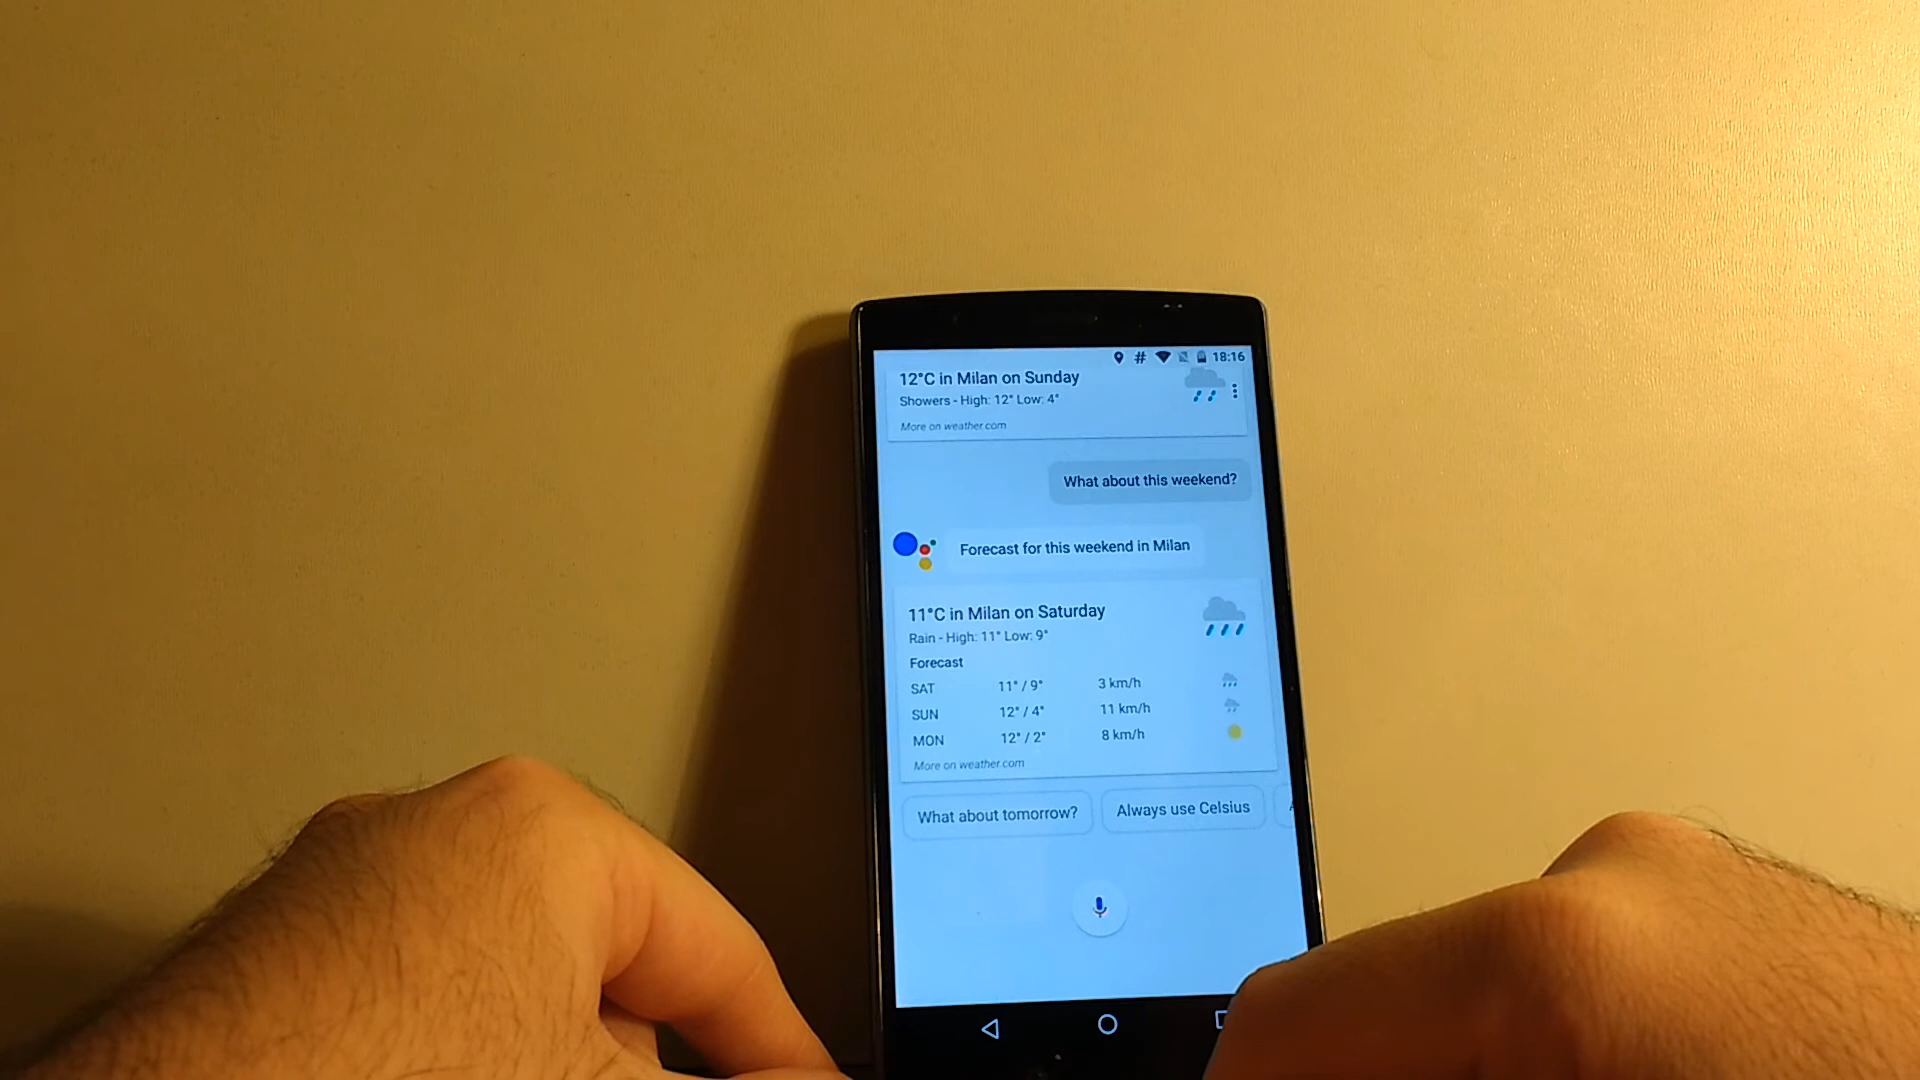 # 18:16
12°C in Milan on Sunday
Showers - High: 12° Low: 4°
More on weather.com
What about this weekend?
Forecast for this weekend in Milan
11°C in Milan on Saturday
Rain - High: 11° Low: 9°
Forecast
SAT 11° / 9° 3 km/h
SUN 12° / 4° 11 km/h
MON 12° / 2° 8 km/h
More on weather.com
What about tomorrow? Always use Celsius